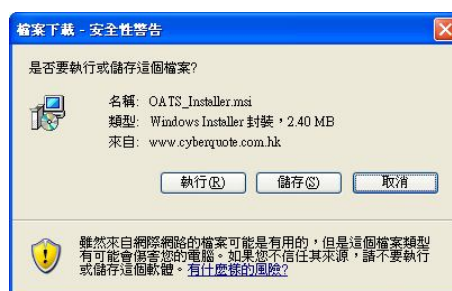 檔案下載 - 安全性警告
是否要執行或儲存這個檔案?
名稱: OATS_Installer.msi
類型: Windows Installer 封裝，2.40 MB
來自: www.cyberquote.com.hk
執行(R) 儲存(S) 取消
雖然來自網際網路的檔案可能是有用的，但是這個檔案類型
有可能會傷害您的電腦。如果您不信任其來源，請不要執行
或儲存這個軟體。有什麼樣的風險?